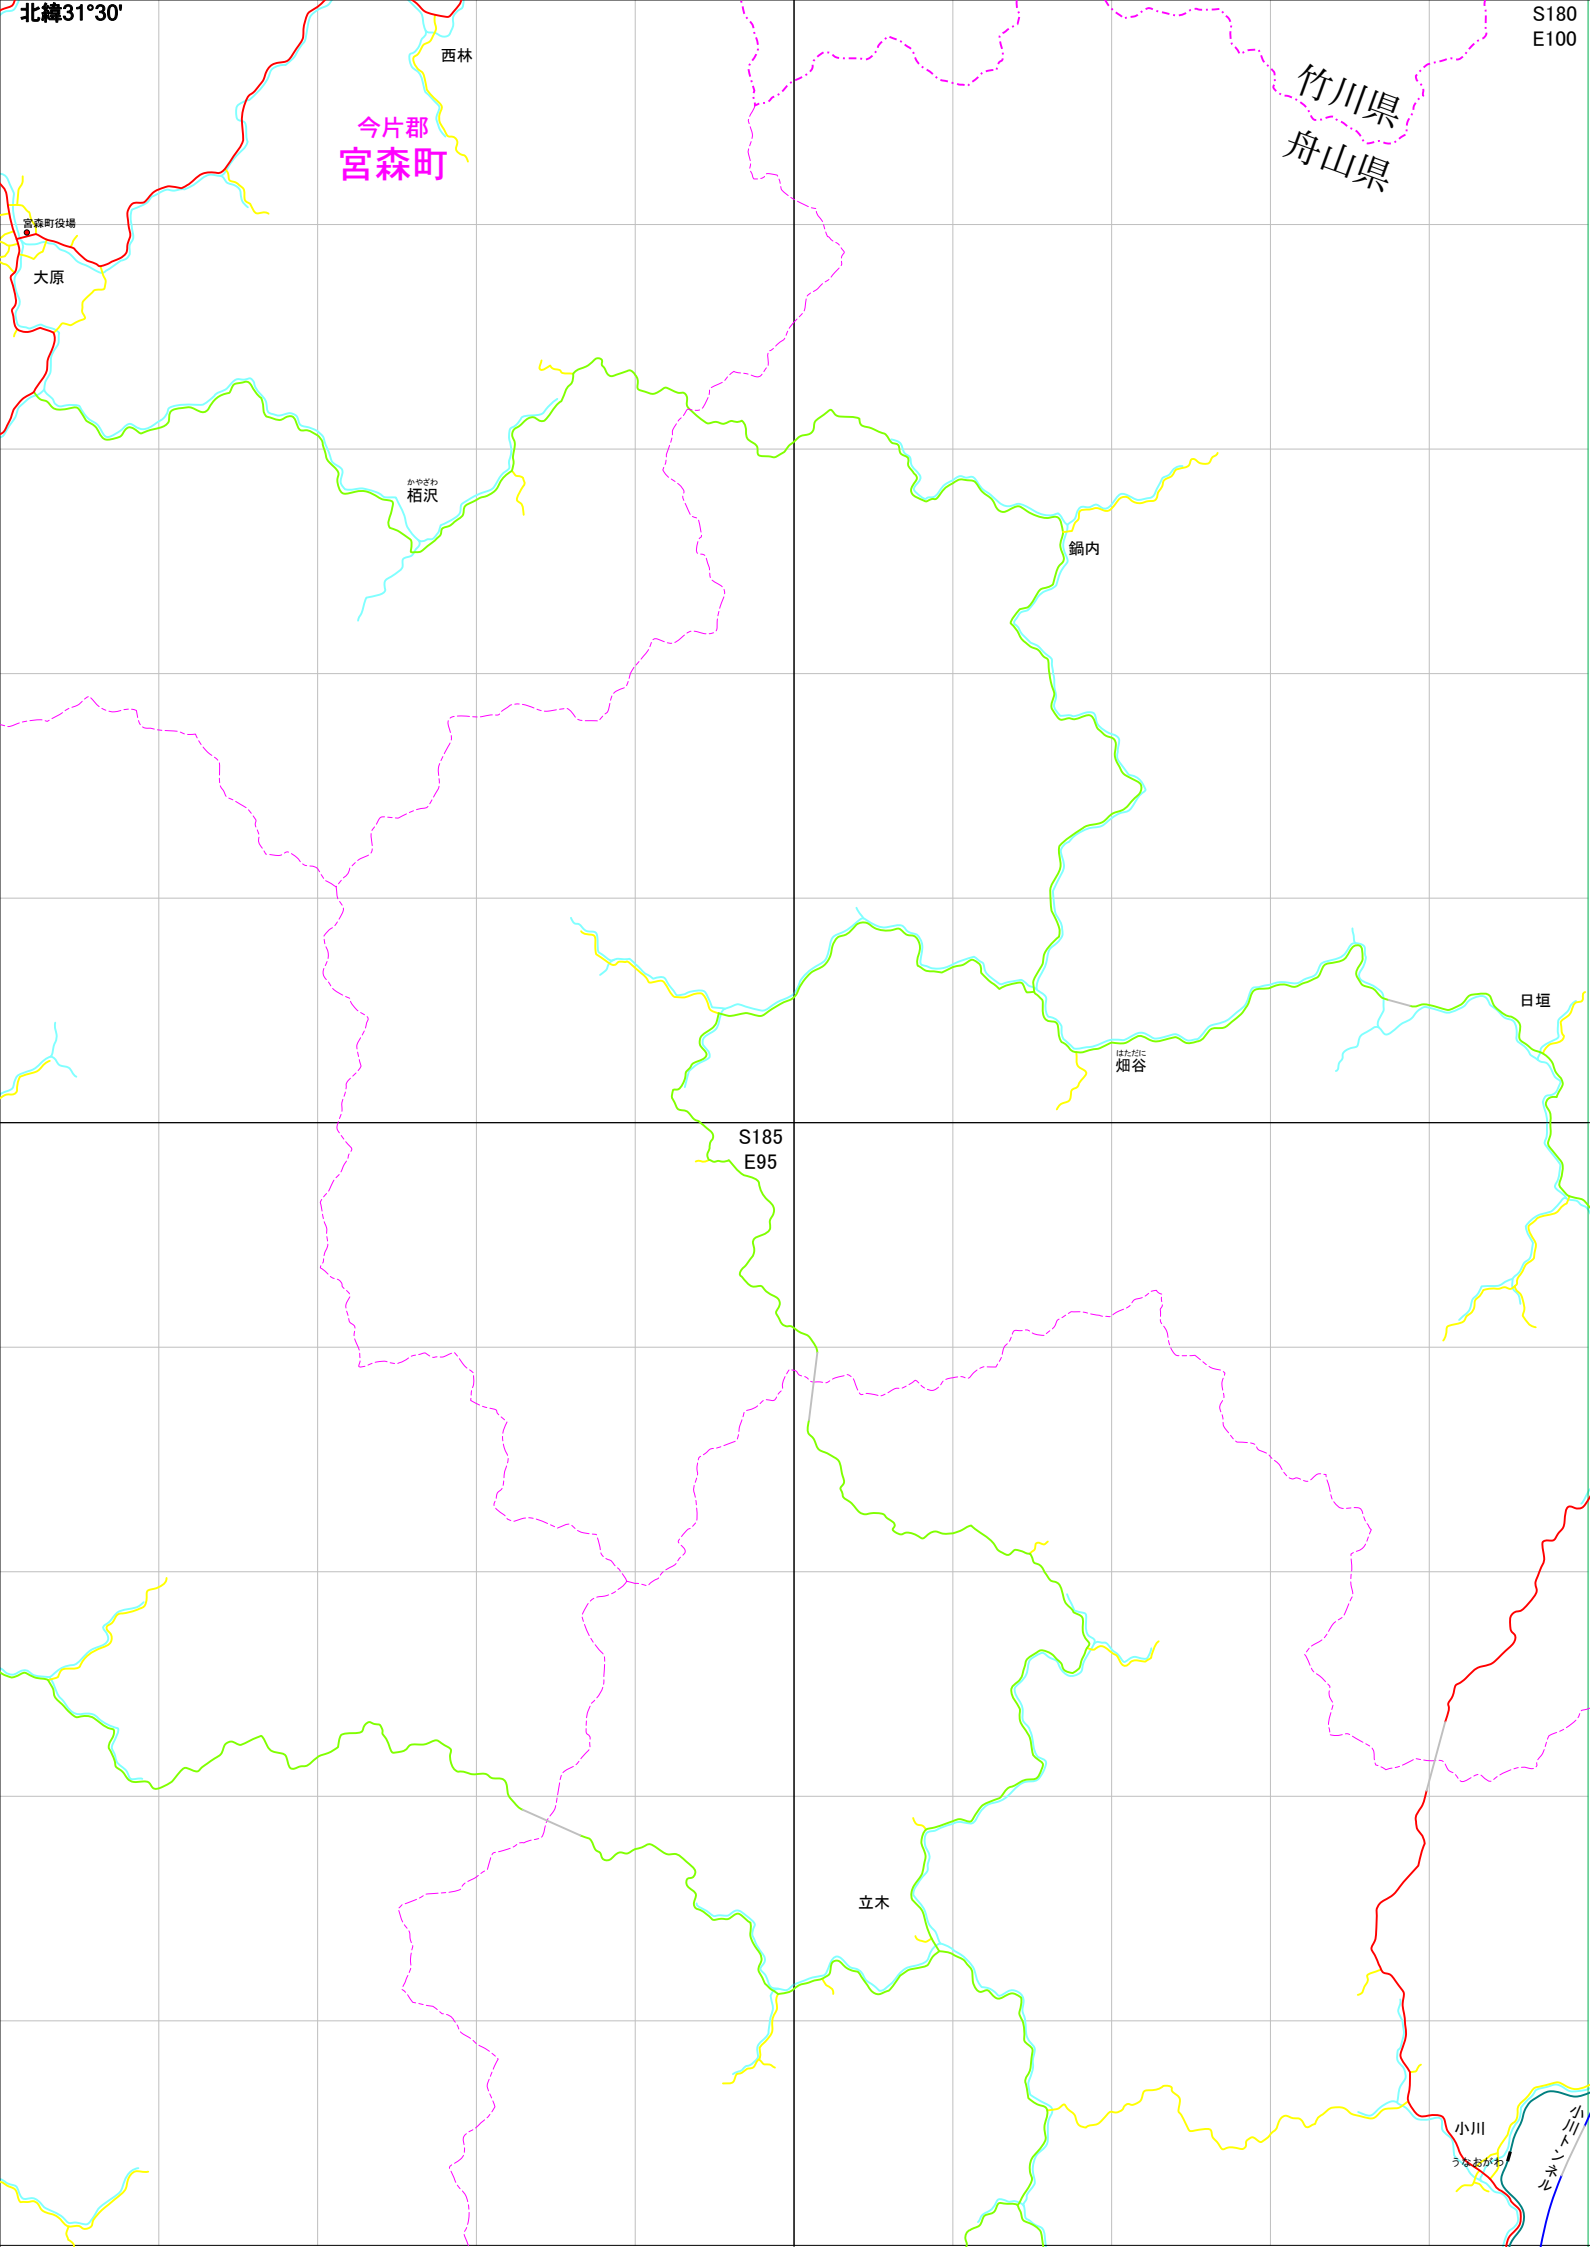 北緯31°30'
S180
E100
西林
竹川県
今片郡
宮森町
舟山県
宮森町役場
大原
かやざわ
栢沢
鍋内
日垣
はただに
畑谷
S185
E95
立木
小川
うなおがわ
小川トンネル